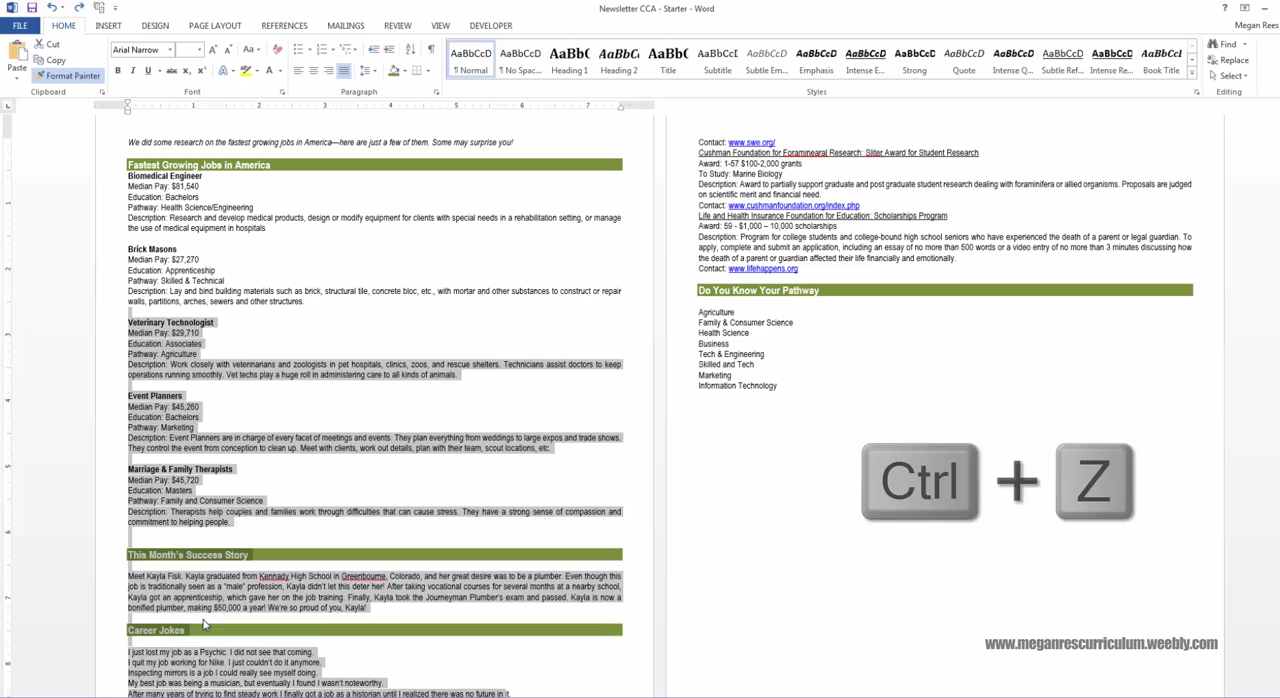 Newsletter CCA - Starter - Word
FILE HOME INSERT DESIGN PAGE LAYOUT REFERENCES MAILINGS REVIEW VIEW DEVELOPER Megan Rees
Cut
Copy
Format Painter
Paste
Arial Narrow
AaBbCcD AaBbCcD AaBb( AaBbC AaBb( AaBbCcD AaBbCcD AaBbCcD AaBbCcD AaBbCcD AaBbCcD AaBbCcD AaBbCcD AaBbCcD AaBbCcI
¶ Normal ¶ No Spac... Heading 1 Heading 2 Title Subtitle Subtle Em... Emphasis Intense E... Strong Quote Intense Q... Subtle Ref... Intense Re... Book Title
Find
Replace
Select
Clipboard Font Paragraph Styles Editing
We did some research on the fastest growing jobs in America—here are just a few of them. Some may surprise you!
Fastest Growing Jobs in America
Biomedical Engineer
Median Pay: $81,540
Education: Bachelors
Pathway: Health Science/Engineering
Description: Research and develop medical products, design or modify equipment for clients with special needs in a rehabilitation setting, or manage
the use of medical equipment in hospitals
Brick Masons
Median Pay: $27,270
Education: Apprenticeship
Pathway: Skilled & Technical
Description: Lay and bind building materials such as brick, structural tile, concrete bloc, etc., with mortar and other substances to construct or repair
walls, partitions, arches, sewers and other structures.
Veterinary Technologist
Median Pay: $29,710
Education: Associates
Pathway: Agriculture
Description: Work closely with veterinarians and zoologists in pet hospitals, clinics, zoos, and rescue shelters. Technicians assist doctors to keep
operations running smoothly. Vet techs play a huge roll in administering care to all kinds of animals.
Event Planners
Median Pay: $45,260
Education: Bachelors
Pathway: Marketing
Description: Event Planners are in charge of every facet of meetings and events. They plan everything from weddings to large expos and trade shows.
They control the event from conception to clean up. Meet with clients, work out details, plan with their team, scout locations, etc.
Marriage & Family Therapists
Median Pay: $45,720
Education: Masters
Pathway: Family and Consumer Science
Description: Therapists help couples and families work through difficulties that can cause stress. They have a strong sense of compassion and
commitment to helping people.
This Month's Success Story
Meet Kayla Fisk. Kayla graduated from Kennady High School in Greenbourne, Colorado, and her great desire was to be a plumber. Even though this
job is traditionally seen as a "male" profession, Kayla didn't let this deter her! After taking vocational courses for several months at a nearby school,
Kayla got an apprenticeship, which gave her on the job training. Finally, Kayla took the Journeyman Plumber's exam and passed. Kayla is now a
bonified plumber, making $50,000 a year! We're so proud of you, Kayla!
Career Jokes
I just lost my job as a Psychic. I did not see that coming.
I quit my job working for Nike. I just couldn't do it anymore.
Inspecting mirrors is a job I could really see myself doing.
My best job was being a musician, but eventually I found I wasn't noteworthy.
After many years of trying to find steady work I finally got a job as a historian until I realized there was no future in it.
Contact: www.swe.org/
Cushman Foundation for Foraminearal Research: Sliter Award for Student Research
Award: 1-57 $100-2,000 grants
To Study: Marine Biology
Description: Award to partially support graduate and post graduate student research dealing with foraminifera or allied organisms. Proposals are judged
on scientific merit and financial need.
Contact: www.cushmanfoundation.org/index.php
Life and Health Insurance Foundation for Education: Scholarships Program
Award: 59 - $1,000 – 10,000 scholarships
Description: Program for college students and college-bound high school seniors who have experienced the death of a parent or legal guardian. To
apply, complete and submit an application, including an essay of no more than 500 words or a video entry of no more than 3 minutes discussing how
the death of a parent or guardian affected their life financially and emotionally.
Contact: www.lifehappens.org
Do You Know Your Pathway
Agriculture
Family & Consumer Science
Health Science
Business
Tech & Engineering
Skilled and Tech
Marketing
Information Technology
Ctrl + Z
www.meganrescurriculum.weebly.com